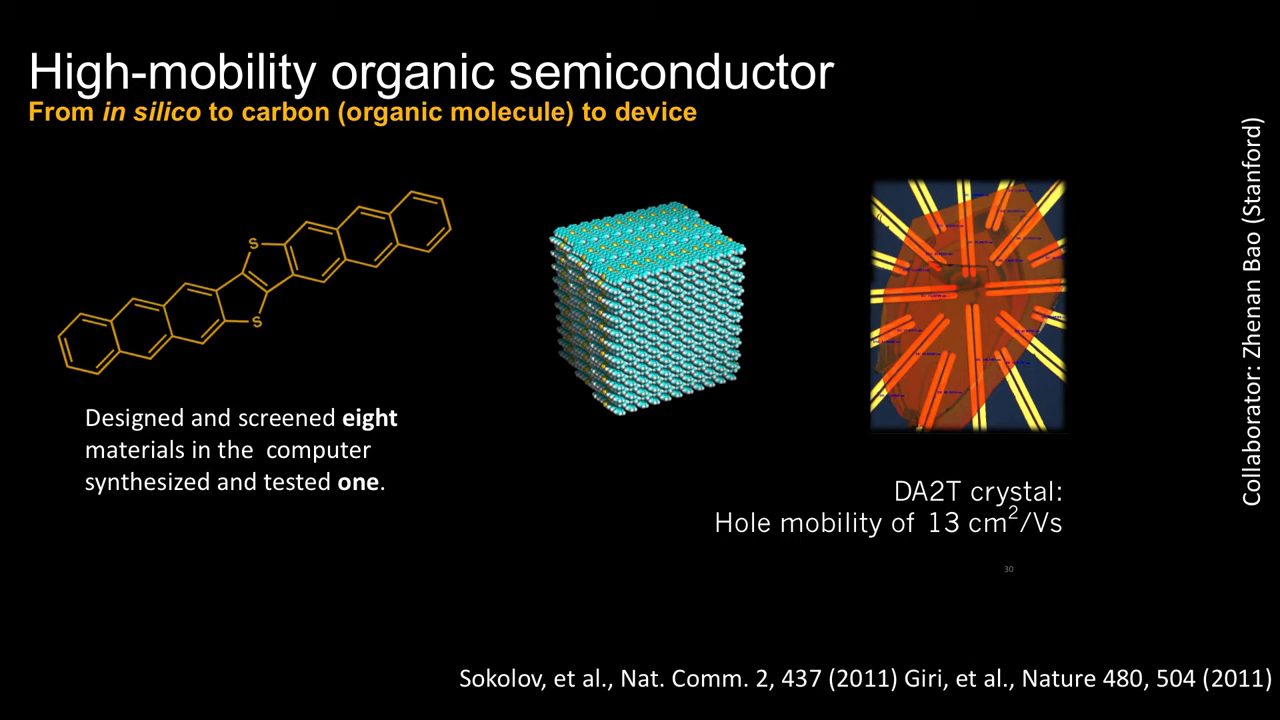 High-mobility organic semiconductor
From in silico to carbon (organic molecule) to device
Collaborator: Zhenan Bao (Stanford)
S
S
Designed and screened eight
materials in the computer
synthesized and tested one.
DA2T crystal:
Hole mobility of 13 cm²/Vs
30
Sokolov, et al., Nat. Comm. 2, 437 (2011) Giri, et al., Nature 480, 504 (2011)